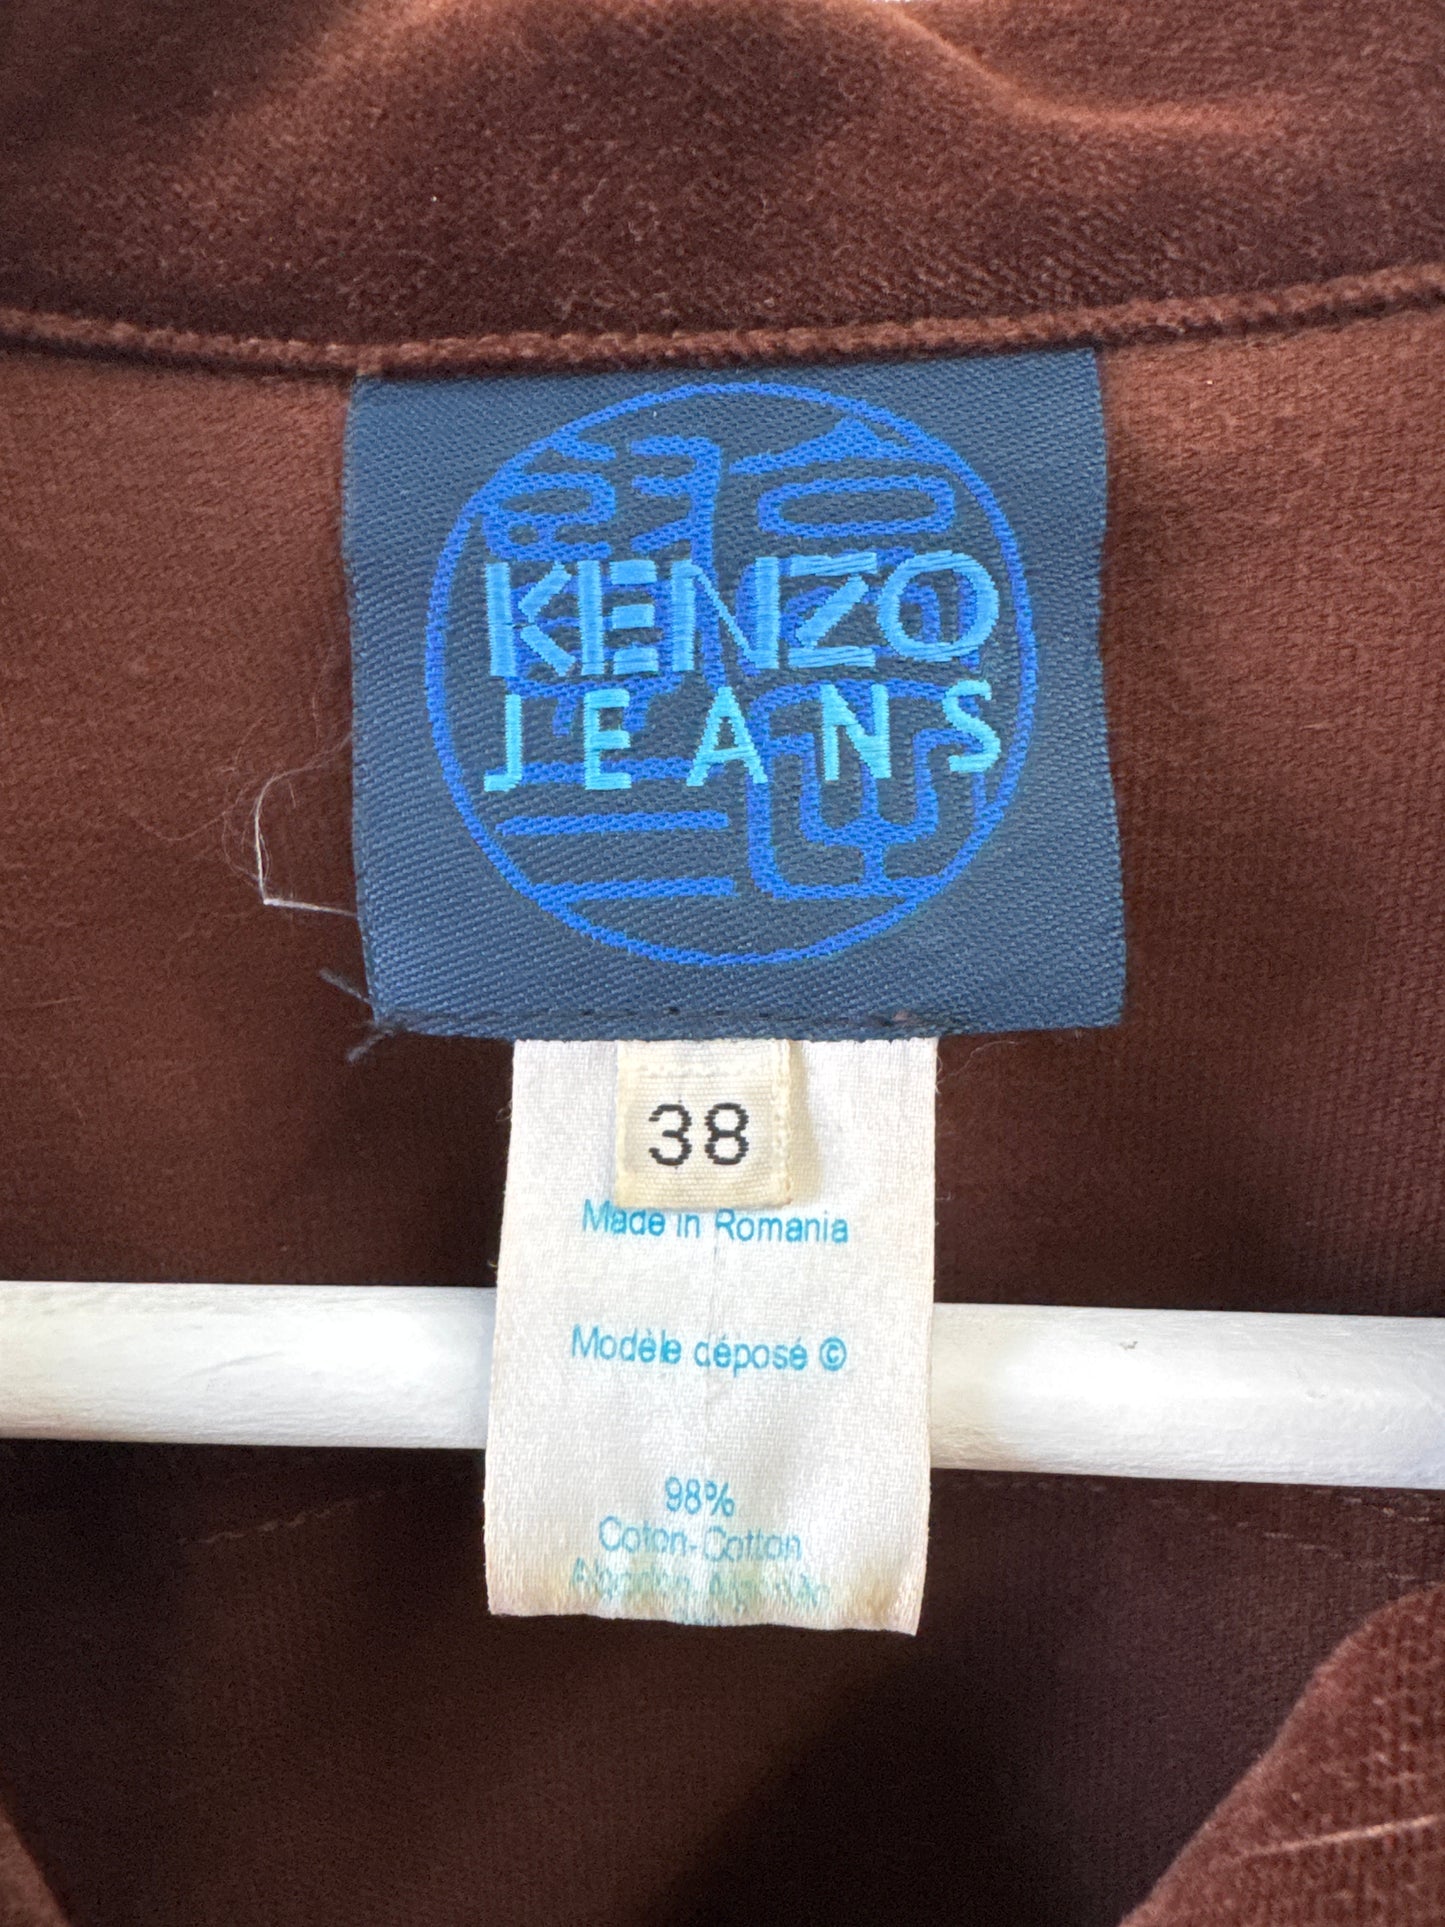 KENZO
JEANS
38
Made in Romania
Modèle déposé ©
98%
Coton-Cotton